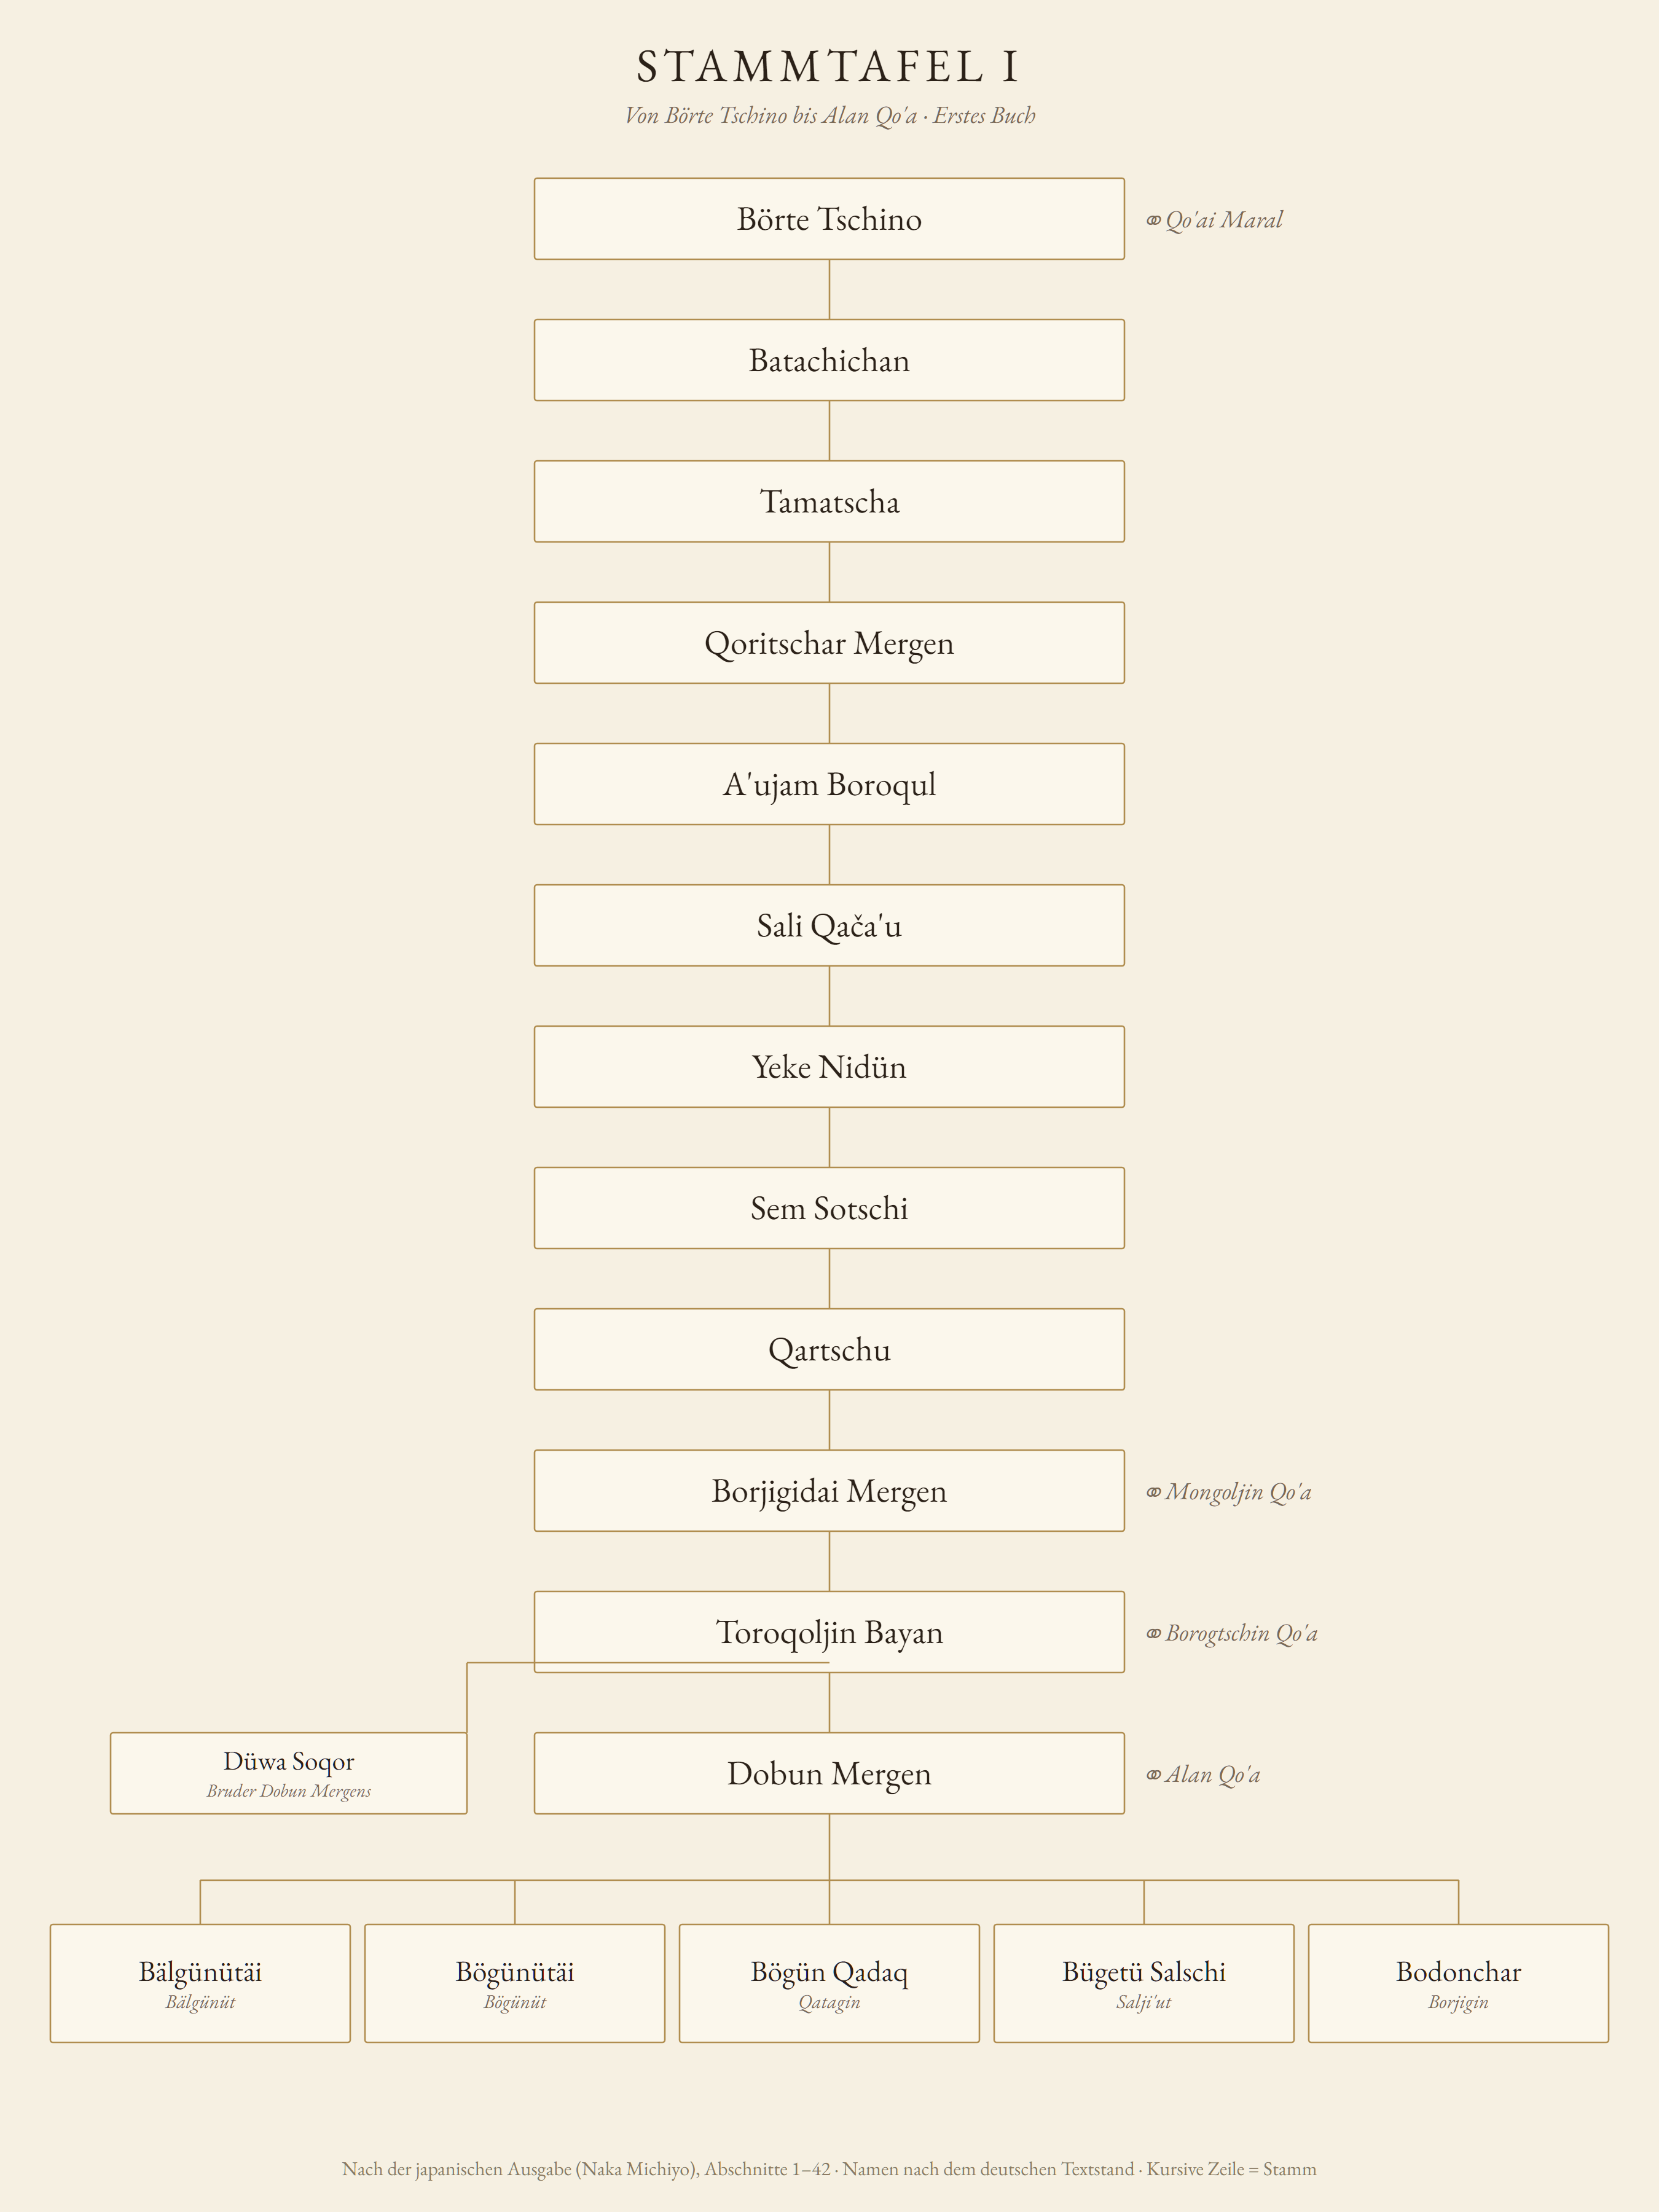 STAMMTAFEL I
Von Börte Tschino bis Alan Qo'a · Erstes Buch
Börte Tschino
⚭ Qo'ai Maral
Batachichan
Tamatscha
Qoritschar Mergen
A'ujam Boroqul
Sali Qača'u
Yeke Nidün
Sem Sotschi
Qartschu
Borjigidai Mergen
⚭ Mongoljin Qo'a
Toroqoljin Bayan
⚭ Borogtschin Qo'a
Düwa Soqor
Bruder Dobun Mergens
Dobun Mergen
⚭ Alan Qo'a
Bälgünütäi
Bälgünüt
Bögünütäi
Bögünüt
Bögün Qadaq
Qatagin
Bügetü Salschi
Salji'ut
Bodonchar
Borjigin
Nach der japanischen Ausgabe (Naka Michiyo), Abschnitte 1–42 · Namen nach dem deutschen Textstand · Kursive Zeile = Stamm